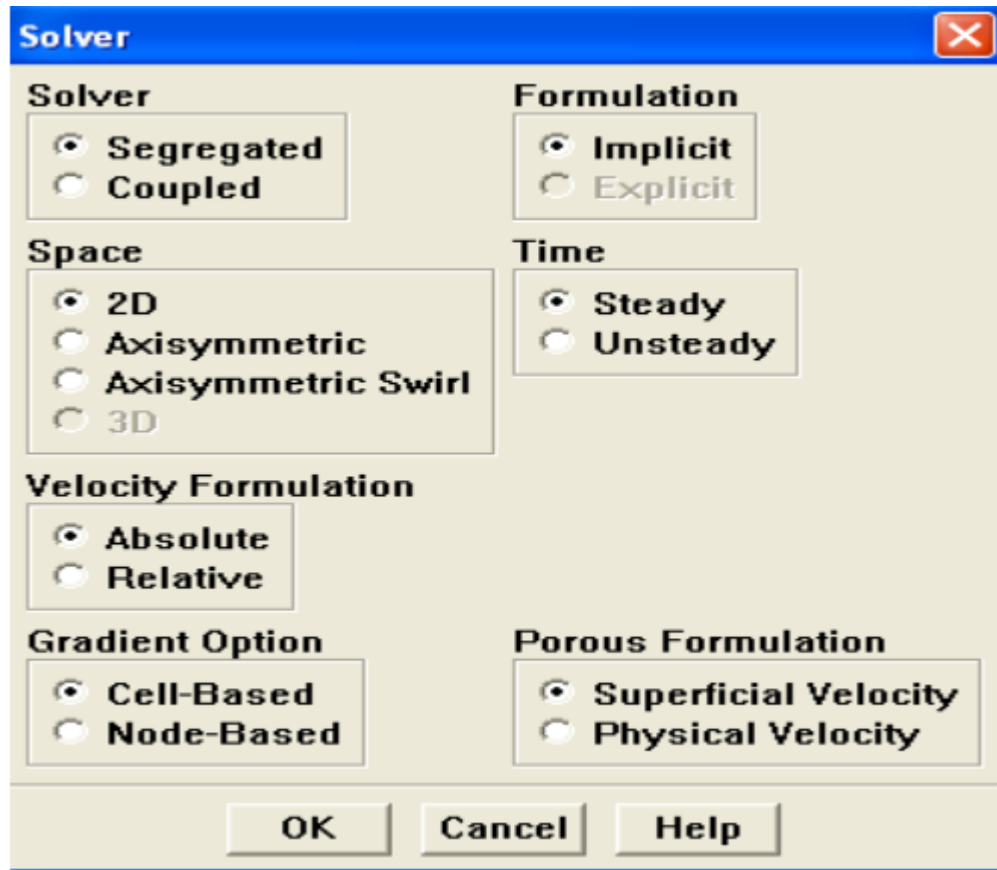 Solver
Solver
Segregated
Coupled
Formulation
Implicit
Explicit
Space
2D
Axisymmetric
Axisymmetric Swirl
3D
Time
Steady
Unsteady
Velocity Formulation
Absolute
Relative
Gradient Option
Cell-Based
Node-Based
Porous Formulation
Superficial Velocity
Physical Velocity
OK
Cancel
Help